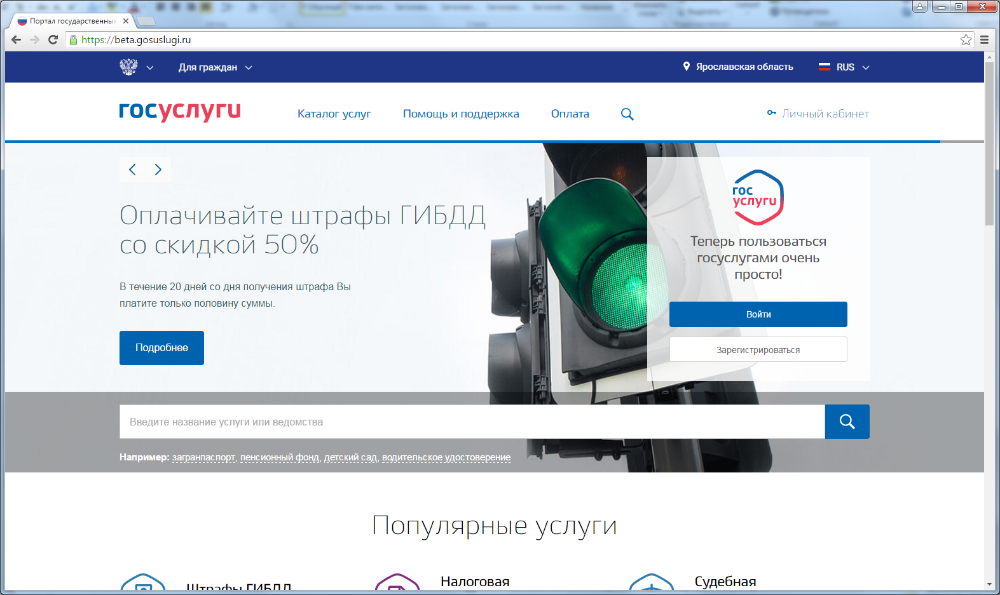 Портал государственных
https://beta.gosuslugi.ru
Для граждан
Ярославская область
RUS
госуслуги
Каталог услуг
Помощь и поддержка
Оплата
Личный кабинет
Оплачивайте штрафы ГИБДД
со скидкой 50%
В течение 20 дней со дня получения штрафа Вы
платите только половину суммы.
Подробнее
гос
услуги
Теперь пользоваться
госуслугами очень
просто!
Войти
Зарегистрироваться
Введите название услуги или ведомства
Например: загранпаспорт, пенсионный фонд, детский сад, водительское удостоверение
Популярные услуги
Штрафы ГИБДД
Налоговая
Судебная